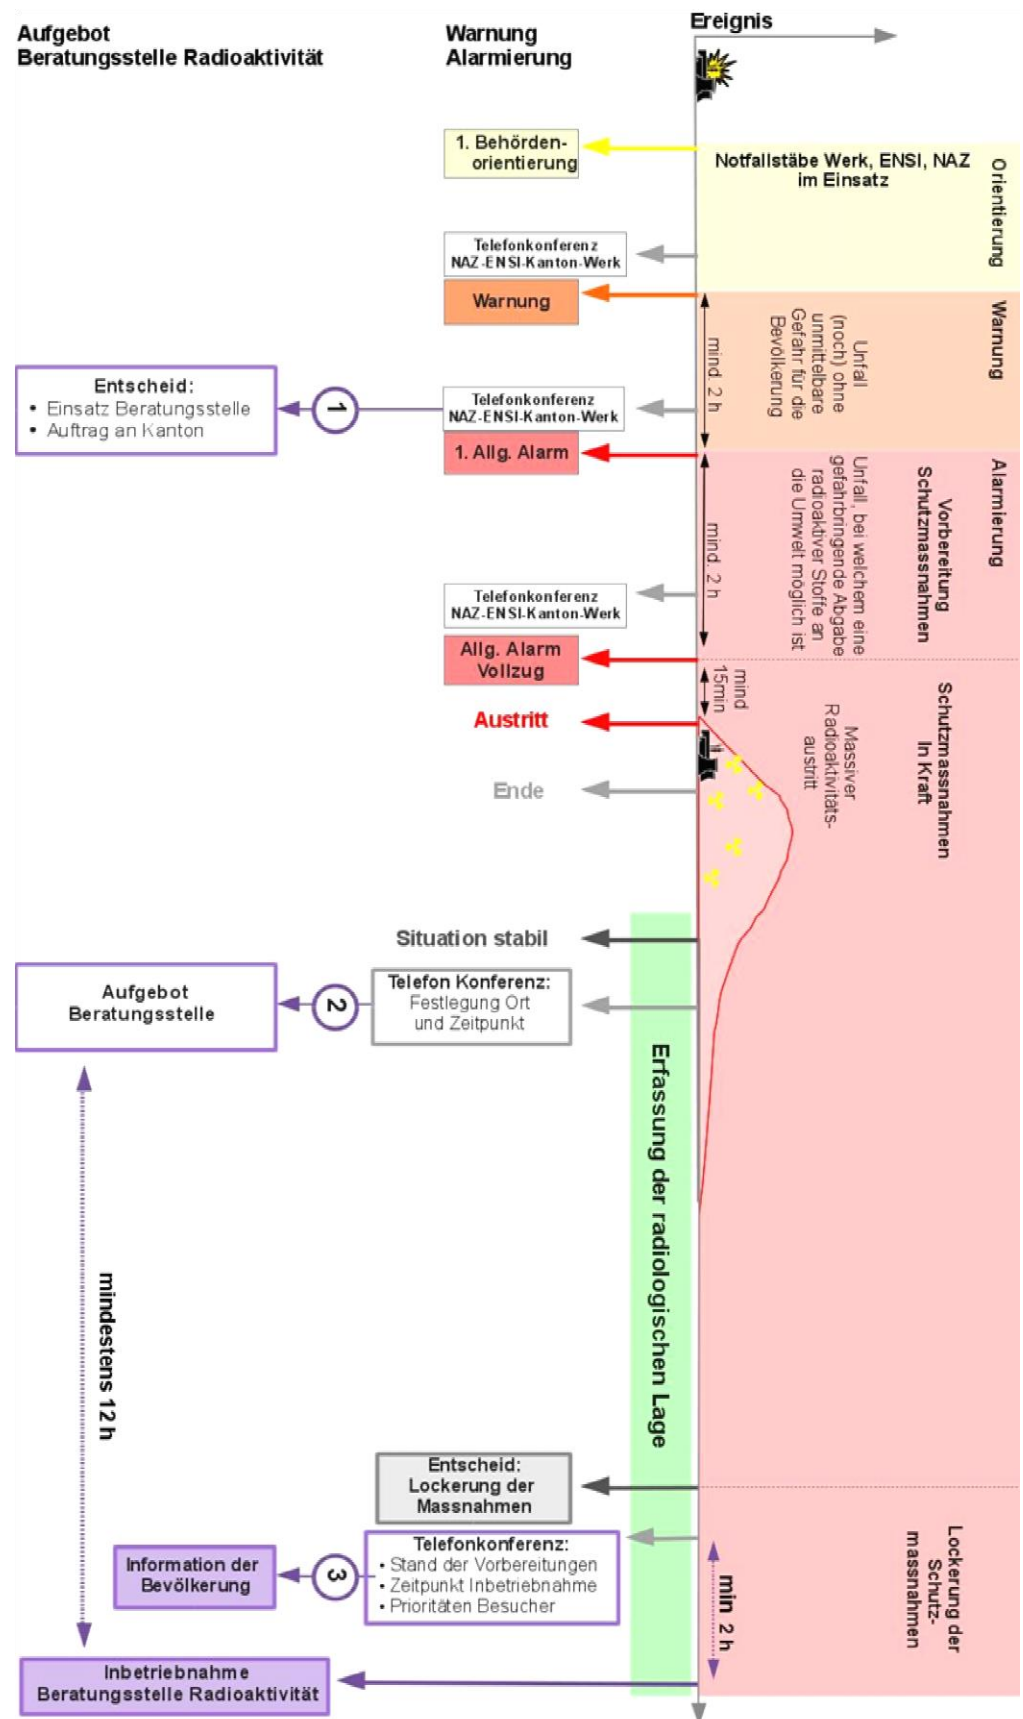 Aufgebot
Beratungsstelle Radioaktivität
Warnung
Alarmierung
Ereignis
1. Behörden-
orientierung
Notfallstäbe Werk, ENSI, NAZ
im Einsatz
Orientierung
Telefonkonferenz
NAZ-ENSI-Kanton-Werk
Warnung
Warnung
mind. 2 h
Unfall
(noch) ohne
unmittelbare
Gefahr für die
Bevölkerung
Entscheid:
• Einsatz Beratungsstelle
• Auftrag an Kanton
1
Telefonkonferenz
NAZ-ENSI-Kanton-Werk
1. Allg. Alarm
Alarmierung
Vorbereitung
Schutzmassnahmen
Unfall, bei welchem eine
gefahrbringende Abgabe
radioaktiver Stoffe an
die Umwelt möglich ist
mind. 2 h
Telefonkonferenz
NAZ-ENSI-Kanton-Werk
Allg. Alarm
Vollzug
mind
15min
Schutzmassnahmen
In Kraft
Massiver
Radioaktivitäts-
austritt
Austritt
Ende
Situation stabil
Aufgebot
Beratungsstelle
2
Telefon Konferenz:
Festlegung Ort
und Zeitpunkt
Erfassung der radiologischen Lage
mindestens 12 h
Entscheid:
Lockerung der
Massnahmen
Telefonkonferenz:
• Stand der Vorbereitungen
• Zeitpunkt Inbetriebnahme
• Prioritäten Besucher
3
Information der
Bevölkerung
min 2 h
Lockerung der
Schutz-
massnahmen
Inbetriebnahme
Beratungsstelle Radioaktivität